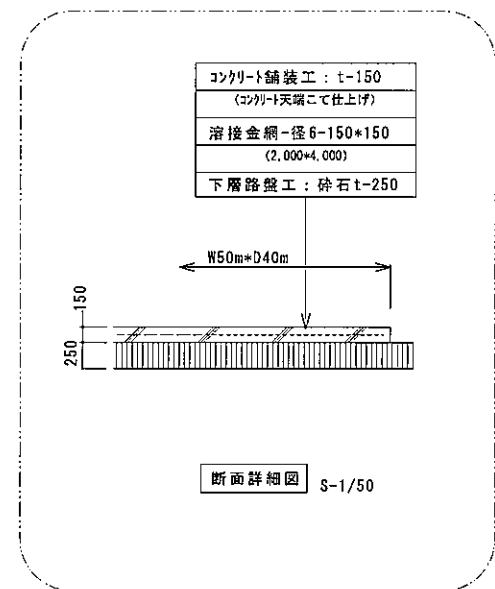 コンクリート舗装工：t-150
(コンクリート天端こて仕上げ)
溶接金網-径6-150*150
(2,000*4,000)
下層路盤工：砕石t-250
W50m*D40m
150
250
断面詳細図 S-1/50